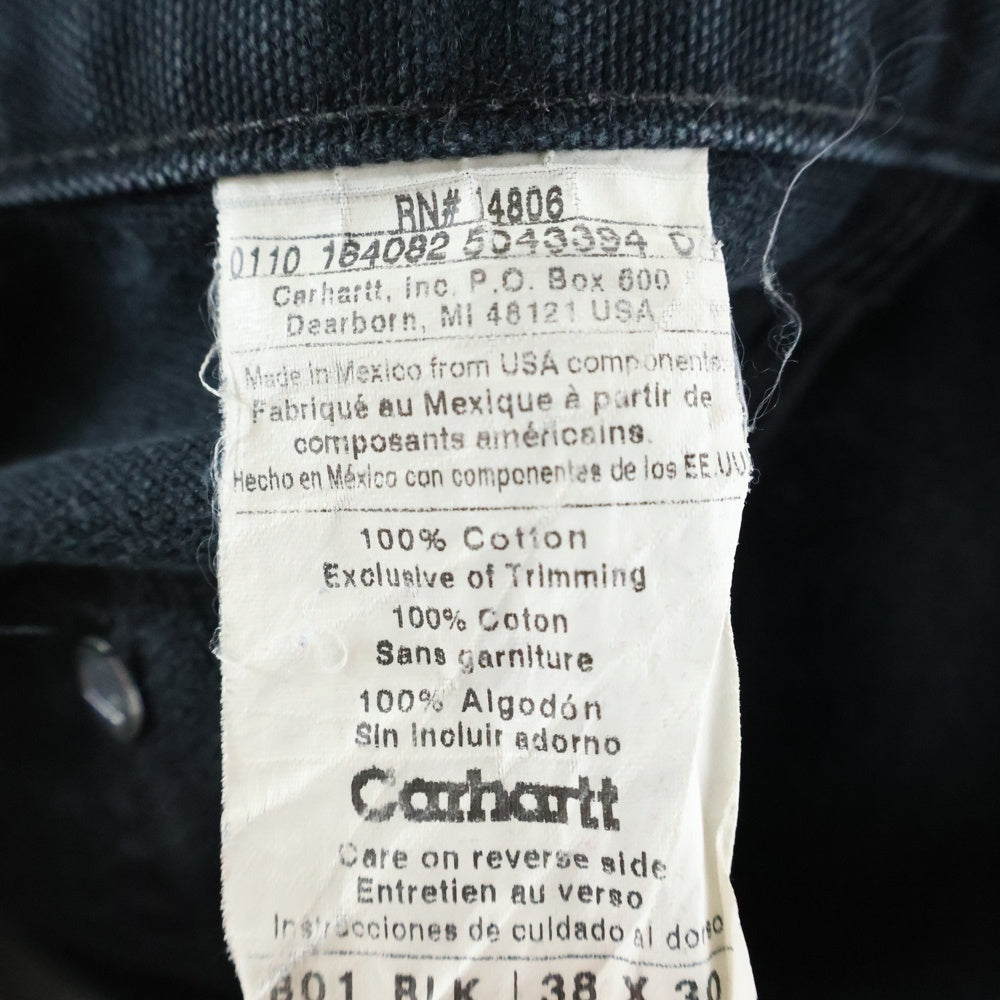 RN# 14806
0110 164082 5043394
Carhartt, Inc. P.O. Box 600
Dearborn, MI 48121 USA
Made in Mexico from USA components.
Fabriqué au Mexique à partir de
composants américains.
Hecho en México con componentes de los EE.UU.
100% Cotton
Exclusive of Trimming
100% Coton
Sans garniture
100% Algodón
Sin incluir adorno
Carhartt
Care on reverse side
Entretien au verso
Instrucciones de cuidado al dorso
B01 BLK | 38 X 30